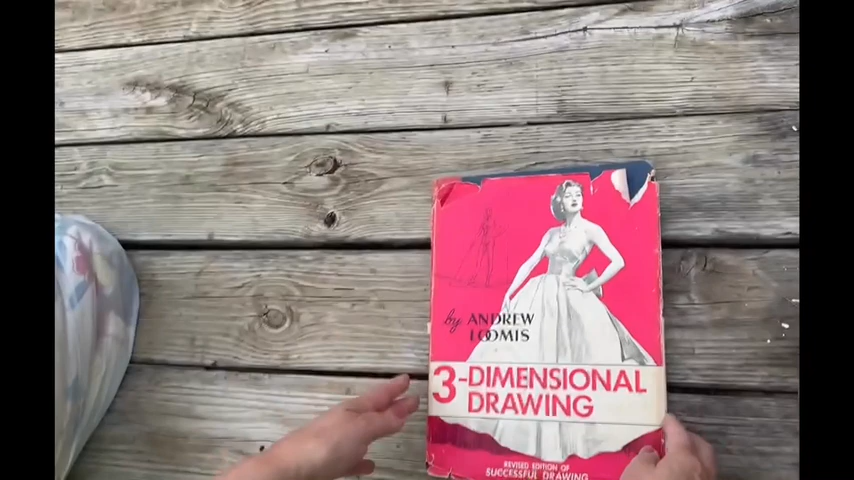 by ANDREW
LOOMIS
3-DIMENSIONAL
DRAWING
REVISED EDITION OF
SUCCESSFUL DRAWING